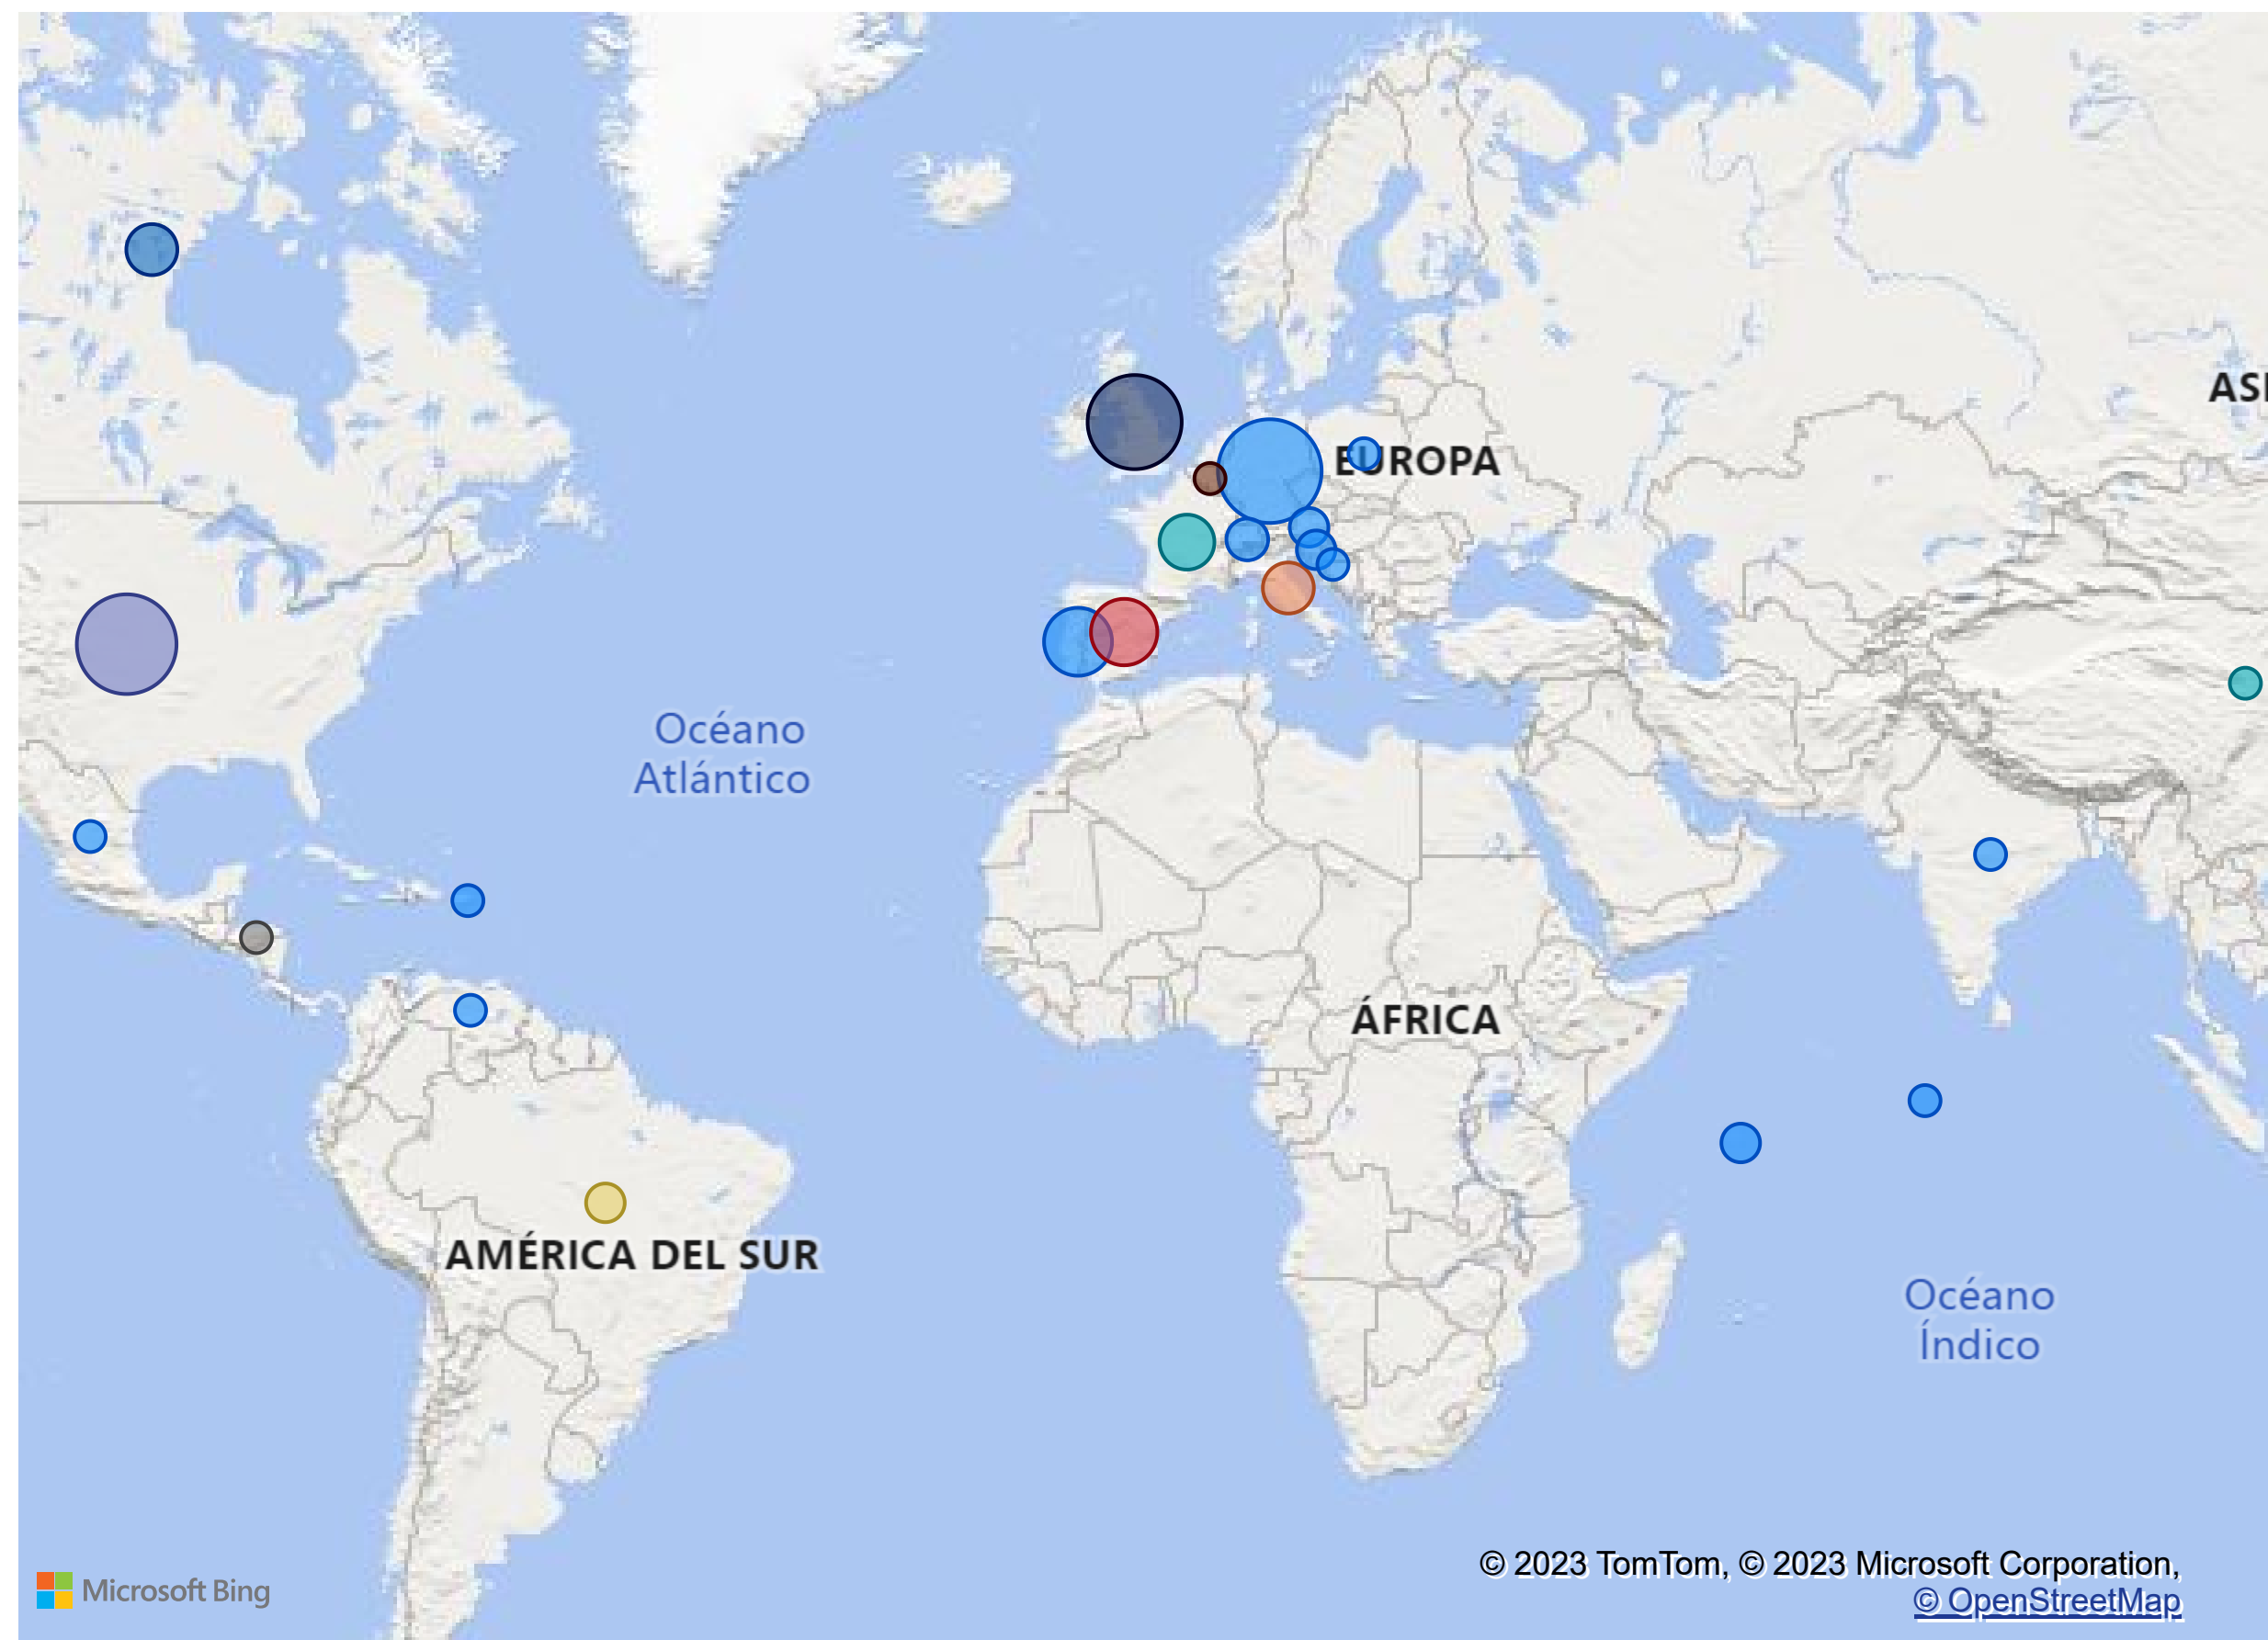 ASI
EUROPA
Océano
Atlántico
ÁFRICA
AMÉRICA DEL SUR
Océano
Índico
Microsoft Bing
© 2023 TomTom, © 2023 Microsoft Corporation,
© OpenStreetMap